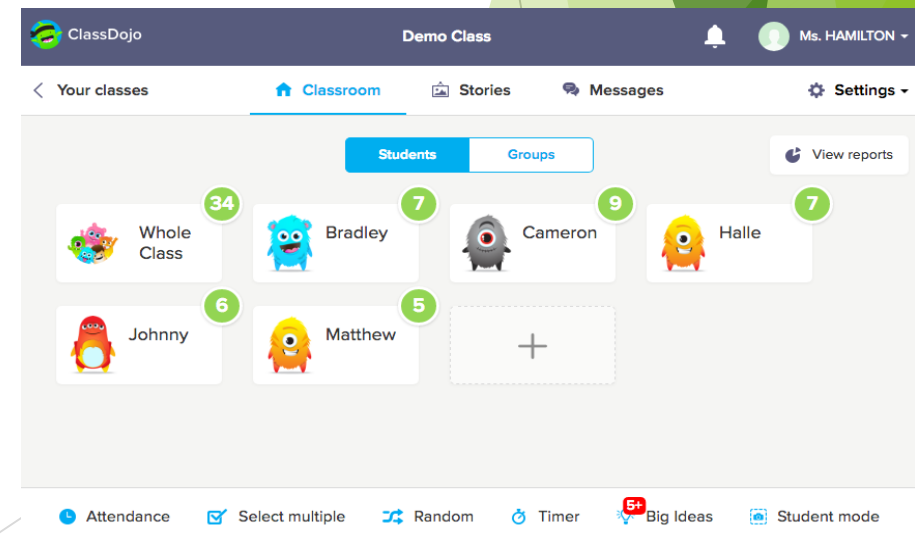 ClassDojo
Demo Class
Ms. HAMILTON
Your classes
Classroom
Stories
Messages
Settings
Students
Groups
View reports
34
Whole
Class
7
Bradley
9
Cameron
7
Halle
6
Johnny
5
Matthew
Attendance
Select multiple
Random
Timer
5+
Big Ideas
Student mode